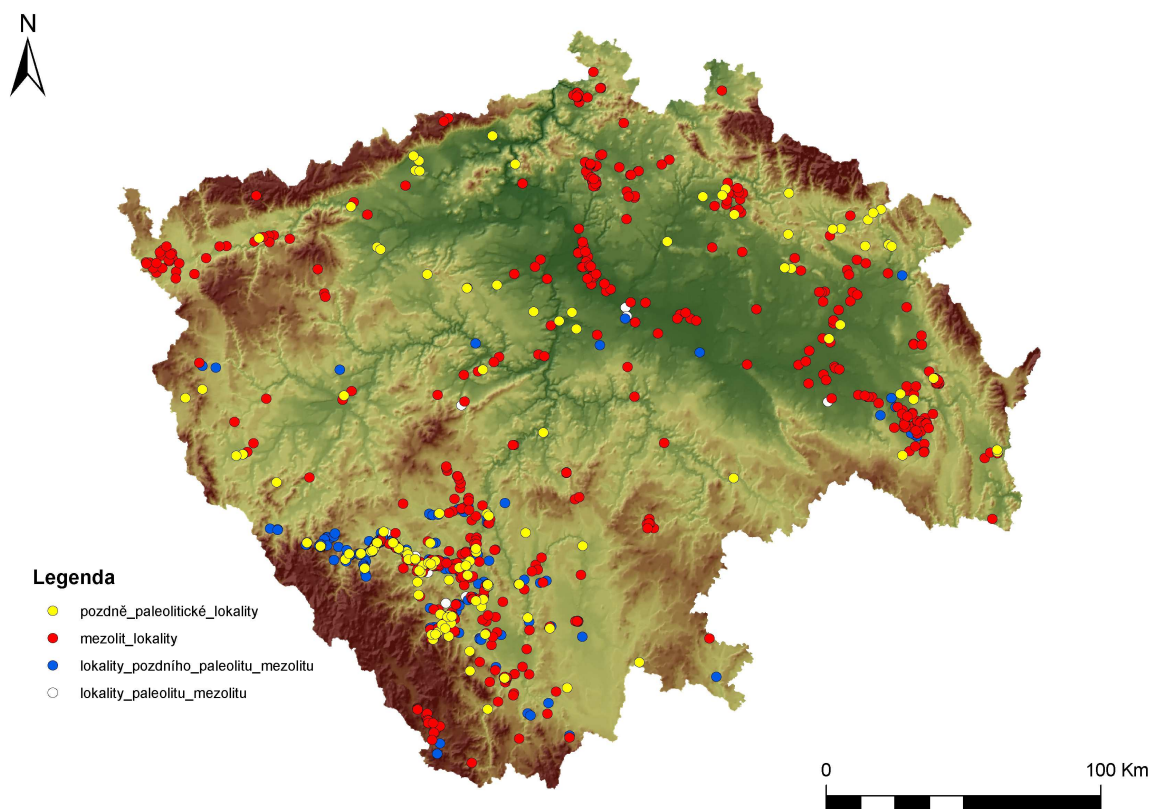 N
Legenda
pozdně_paleolitické_lokality
mezolit_lokality
lokality_pozdního_paleolitu_mezolitu
lokality_paleolitu_mezolitu
0 100 Km